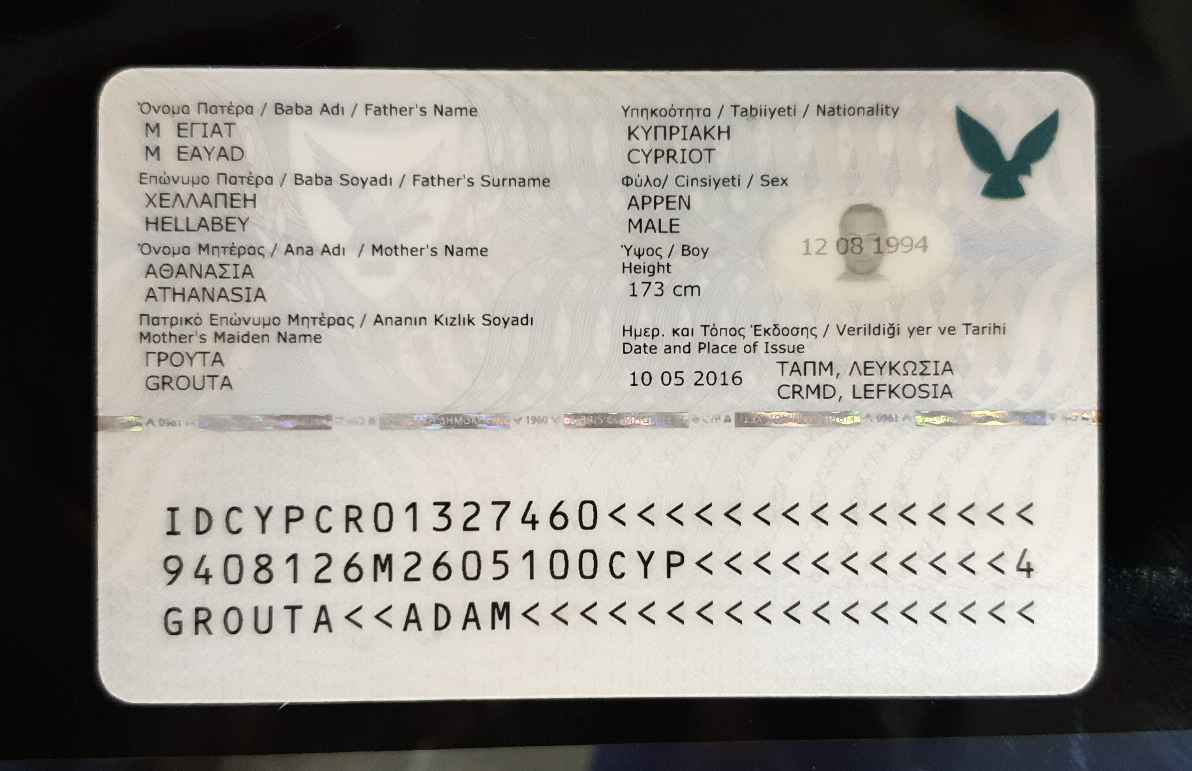 Όνομα Πατέρα / Baba Adı / Father's Name
Μ ΕΓΙΑΤ
M EAYAD
Επώνυμο Πατέρα / Baba Soyadı / Father's Surname
ΧΕΛΛΑΠΕΗ
HELLABEY
Όνομα Μητέρας / Ana Adı / Mother's Name
ΑΘΑΝΑΣΙΑ
ATHANASIA
Πατρικό Επώνυμο Μητέρας / Ananın Kızlık Soyadı
Mother's Maiden Name
ΓΡΟΥΤΑ
GROUTA
Υπηκοότητα / Tabiiyeti / Nationality
ΚΥΠΡΙΑΚΗ
CYPRIOT
Φύλο/ Cinsiyeti / Sex
ΑΡΡΕΝ
MALE
Ύψος / Boy
Height
173 cm
12 08 1994
Ημερ. και Τόπος Έκδοσης / Verildiği yer ve Tarihi
Date and Place of Issue
10 05 2016
ΤΑΠΜ, ΛΕΥΚΩΣΙΑ
CRMD, LEFKOSIA
IDCYPCR01327460<<<<<<<<<<<<<<<
9408126M2605100CYP<<<<<<<<<<<4
GROUTA<<ADAM<<<<<<<<<<<<<<<<<<